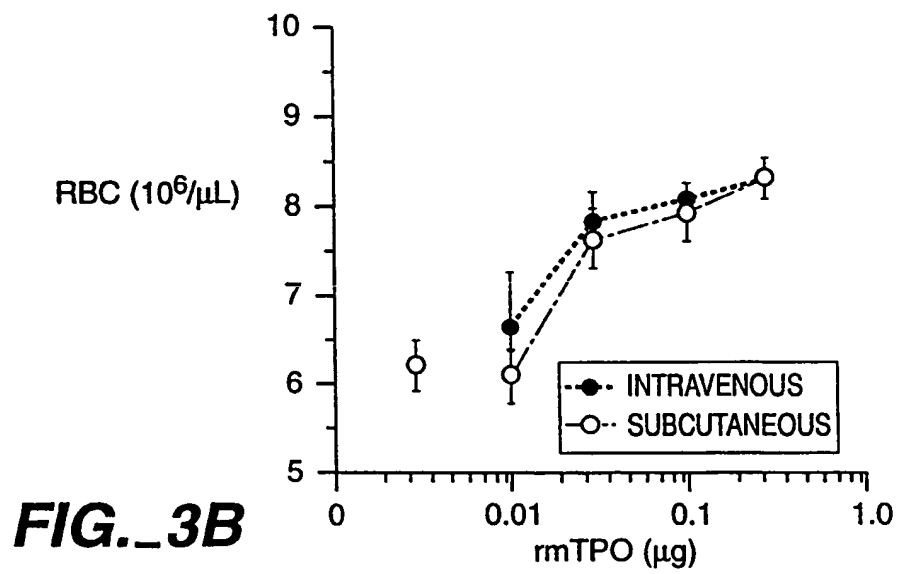 10
9
RBC (10⁶/µL)
8
7
6
5
INTRAVENOUS
SUBCUTANEOUS
0
0.01
0.1
1.0
rmTPO (µg)
FIG._3B